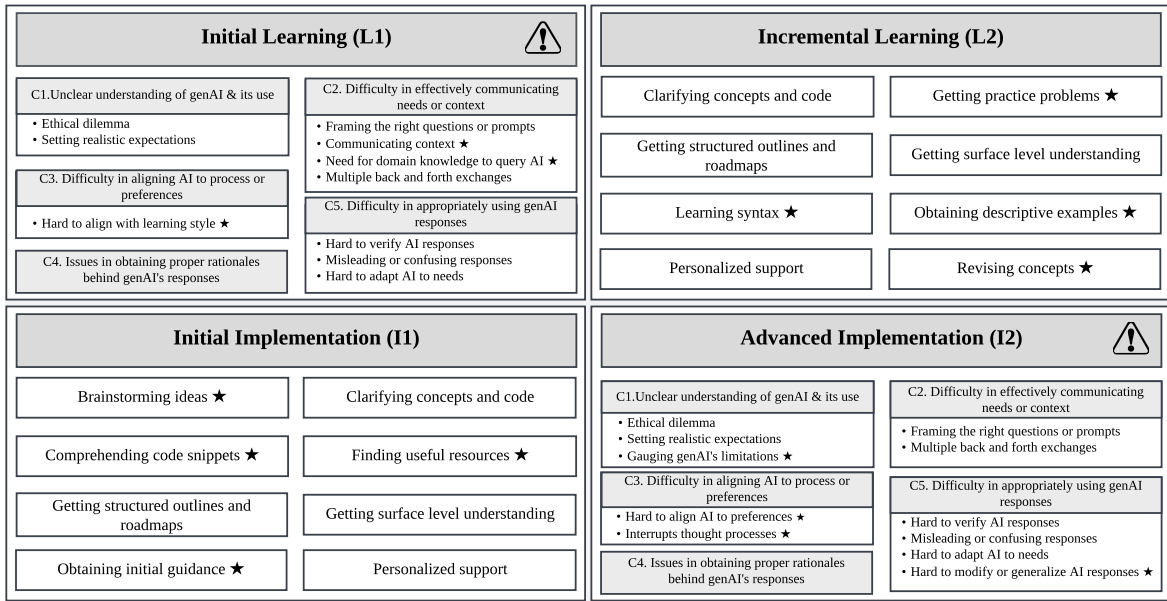 Initial Learning (L1)
C1.Unclear understanding of genAI & its use
• Ethical dilemma
• Setting realistic expectations
C3. Difficulty in aligning AI to process or
preferences
• Hard to align with learning style ★
C4. Issues in obtaining proper rationales
behind genAI's responses
C2. Difficulty in effectively communicating
needs or context
• Framing the right questions or prompts
• Communicating context ★
• Need for domain knowledge to query AI ★
• Multiple back and forth exchanges
C5. Difficulty in appropriately using genAI
responses
• Hard to verify AI responses
• Misleading or confusing responses
• Hard to adapt AI to needs
Incremental Learning (L2)
Clarifying concepts and code
Getting practice problems ★
Getting structured outlines and
roadmaps
Getting surface level understanding
Learning syntax ★
Obtaining descriptive examples ★
Personalized support
Revising concepts ★
Initial Implementation (I1)
Brainstorming ideas ★
Clarifying concepts and code
Comprehending code snippets ★
Finding useful resources ★
Getting structured outlines and
roadmaps
Getting surface level understanding
Obtaining initial guidance ★
Personalized support
Advanced Implementation (I2)
C1.Unclear understanding of genAI & its use
• Ethical dilemma
• Setting realistic expectations
• Gauging genAI's limitations ★
C3. Difficulty in aligning AI to process or
preferences
• Hard to align AI to preferences ★
• Interrupts thought processes ★
C4. Issues in obtaining proper rationales
behind genAI's responses
C2. Difficulty in effectively communicating
needs or context
• Framing the right questions or prompts
• Multiple back and forth exchanges
C5. Difficulty in appropriately using genAI
responses
• Hard to verify AI responses
• Misleading or confusing responses
• Hard to adapt AI to needs
• Hard to modify or generalize AI responses ★